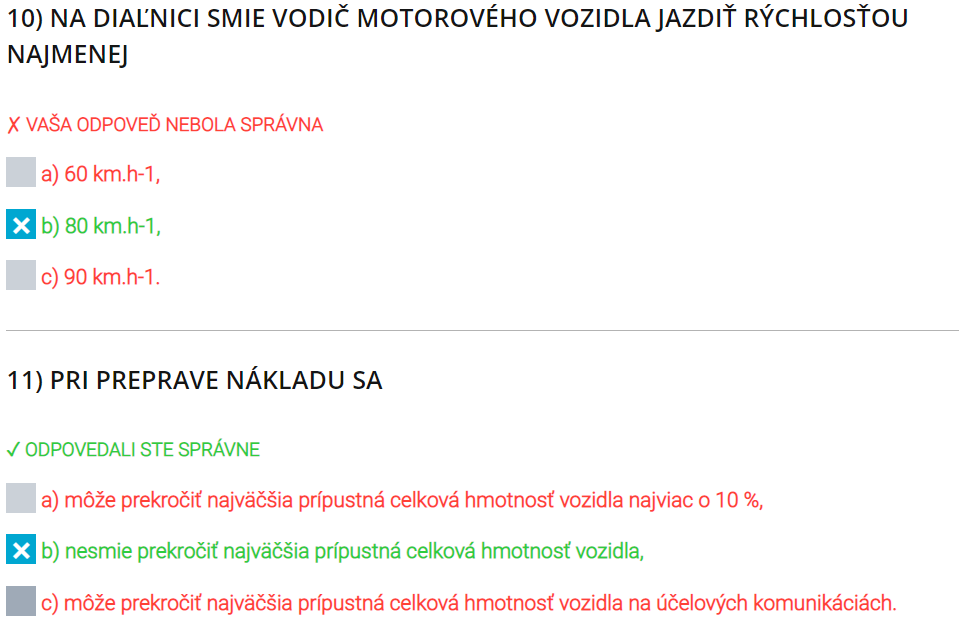 10) NA DIAĽNICI SMIE VODIČ MOTOROVÉHO VOZIDLA JAZDIŤ RÝCHLOSŤOU
NAJMENEJ
✗ VAŠA ODPOVEĎ NEBOLA SPRÁVNA
a) 60 km.h-1,
b) 80 km.h-1,
c) 90 km.h-1.
11) PRI PREPRAVE NÁKLADU SA
✓ ODPOVEDALI STE SPRÁVNE
a) môže prekročiť najväčšia prípustná celková hmotnosť vozidla najviac o 10 %,
b) nesmie prekročiť najväčšia prípustná celková hmotnosť vozidla,
c) môže prekročiť najväčšia prípustná celková hmotnosť vozidla na účelových komunikáciách.